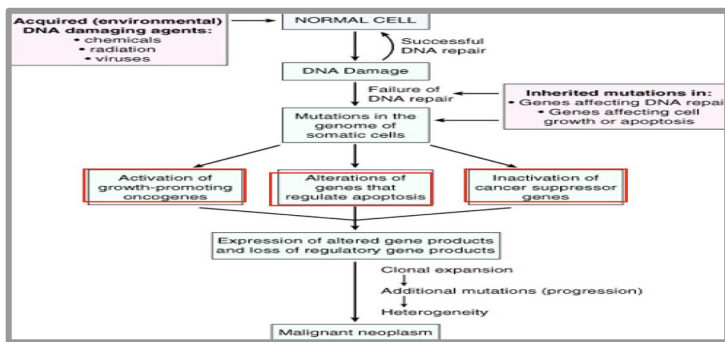 Acquired (environmental)
DNA damaging agents:
• chemicals
• radiation
• viruses
NORMAL CELL
Successful
DNA repair
DNA Damage
Failure of
DNA repair
Inherited mutations in:
• Genes affecting DNA repair
• Genes affecting cell
growth or apoptosis
Mutations in the
genome of
somatic cells
Activation of
growth-promoting
oncogenes
Alterations of
genes that
regulate apoptosis
Inactivation of
cancer suppressor
genes
Expression of altered gene products
and loss of regulatory gene products
Clonal expansion
Additional mutations (progression)
Heterogeneity
Malignant neoplasm